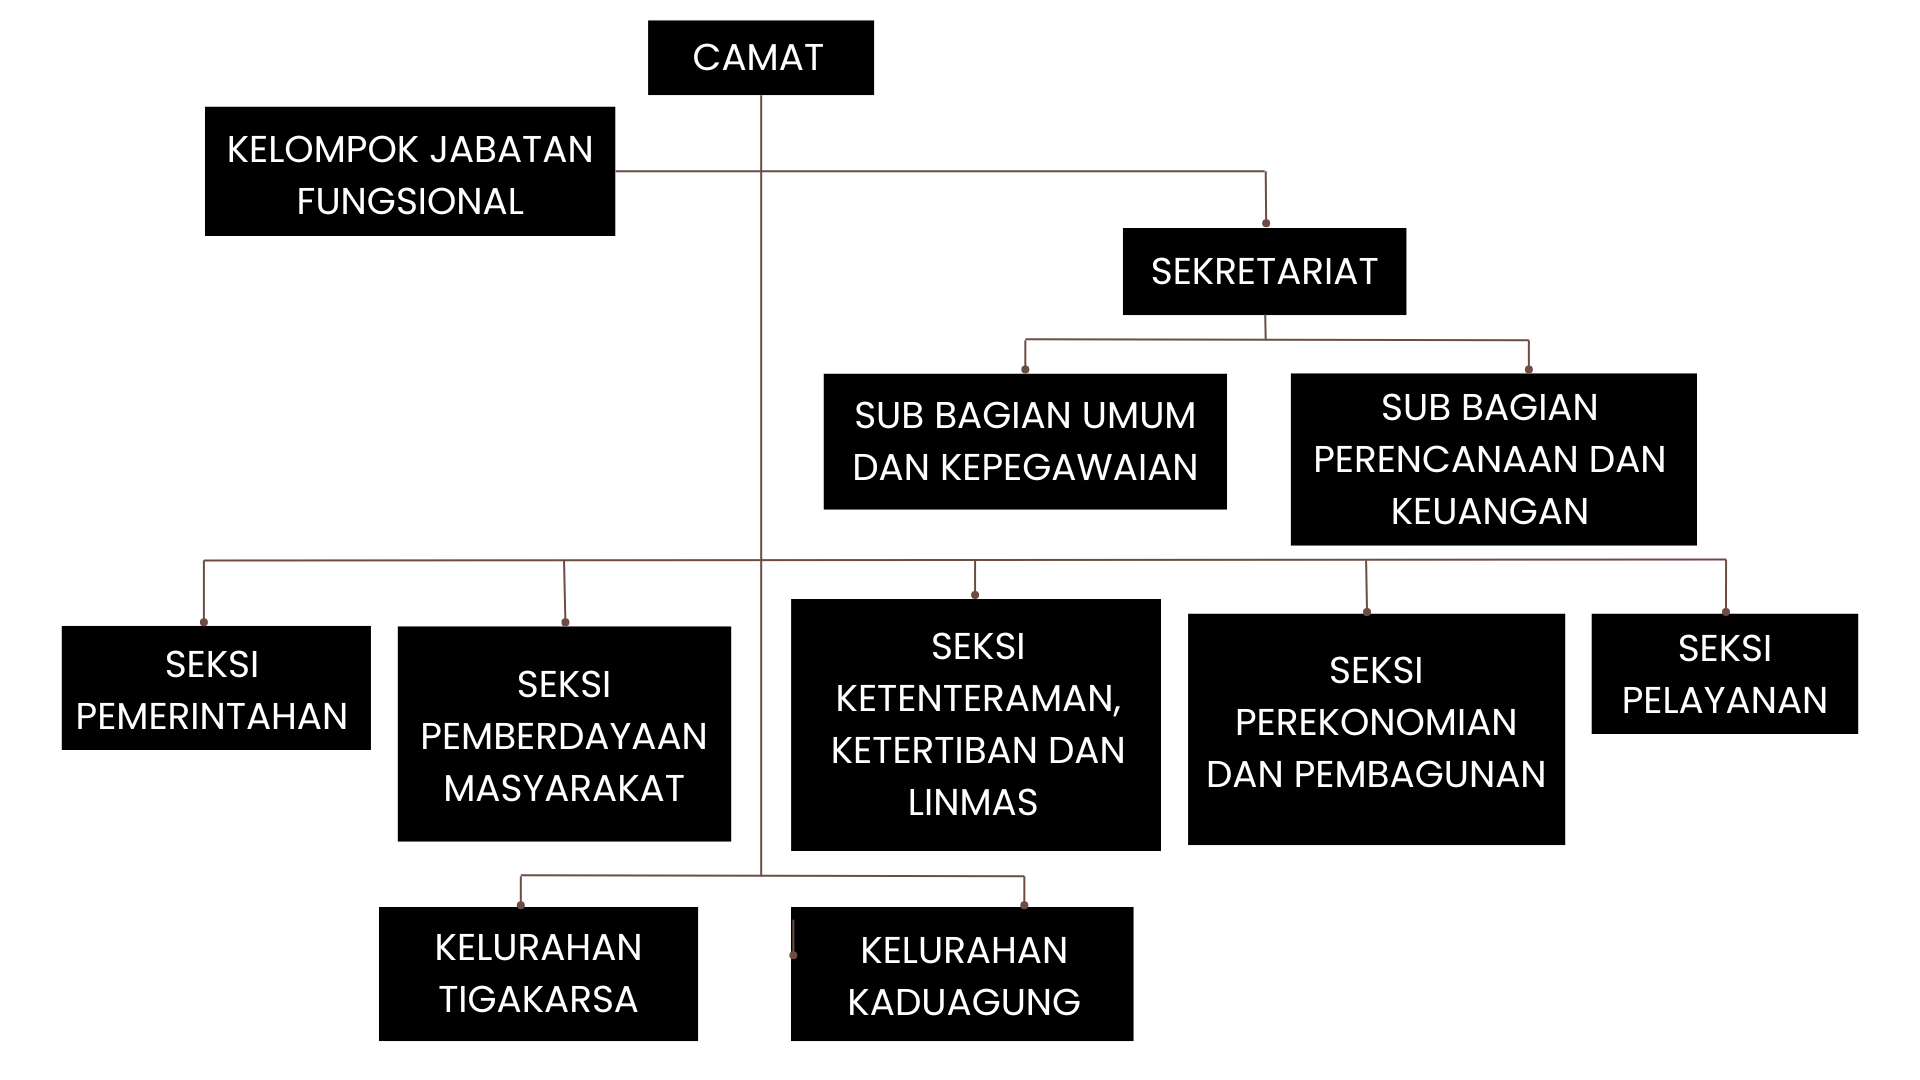 CAMAT
KELOMPOK JABATAN
FUNGSIONAL
SEKRETARIAT
SUB BAGIAN UMUM
DAN KEPEGAWAIAN
SUB BAGIAN
PERENCANAAN DAN
KEUANGAN
SEKSI
PEMERINTAHAN
SEKSI
PEMBERDAYAAN
MASYARAKAT
SEKSI
KETENTERAMAN,
KETERTIBAN DAN
LINMAS
SEKSI
PEREKONOMIAN
DAN PEMBAGUNAN
SEKSI
PELAYANAN
KELURAHAN
TIGAKARSA
KELURAHAN
KADUAGUNG